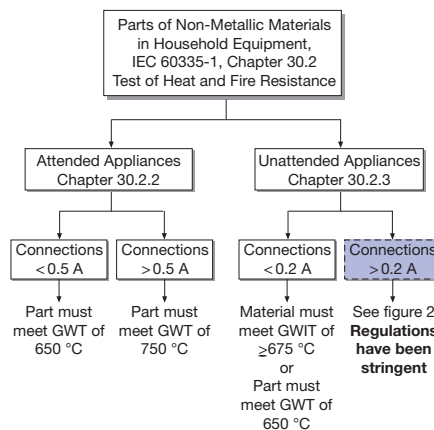 Parts of Non-Metallic Materials
in Household Equipment,
IEC 60335-1, Chapter 30.2
Test of Heat and Fire Resistance
Attended Appliances
Chapter 30.2.2
Unattended Appliances
Chapter 30.2.3
Connections
<0.5 A
Connections
>0.5 A
Connections
<0.2 A
Connections
>0.2 A
Part must
meet GWT of
650 °C
Part must
meet GWT of
750 °C
Material must
meet GWIT of
≥675 °C
or
Part must
meet GWT of
650 °C
See figure 2
Regulations
have been
stringent